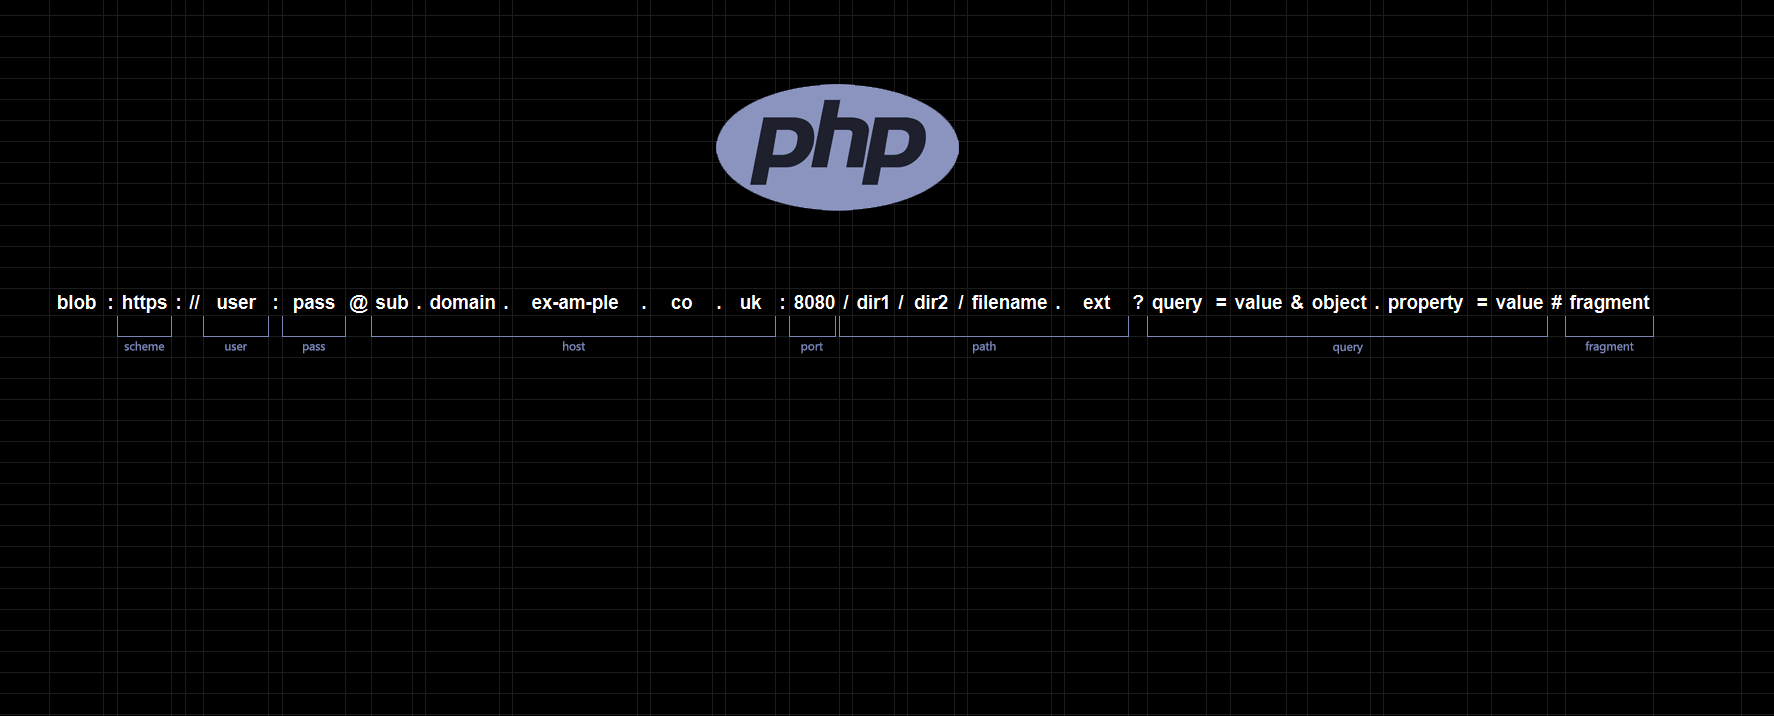 php
blob : https : // user : pass @ sub . domain . ex-am-ple . co . uk : 8080 / dir1 / dir2 / filename . ext ? query = value & object . property = value # fragment
scheme user pass host port path query fragment